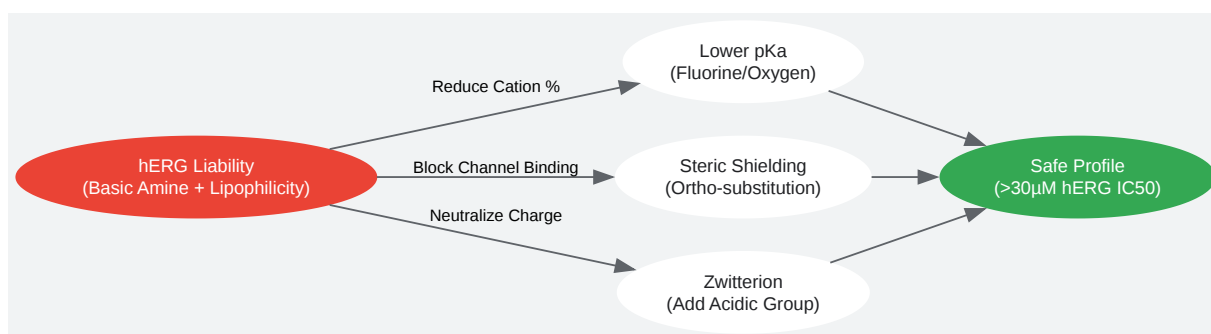 Lower pKa
(Fluorine/Oxygen)
Reduce Cation %
hERG Liability
(Basic Amine + Lipophilicity)
Block Channel Binding
Steric Shielding
(Ortho-substitution)
Safe Profile
(>30µM hERG IC50)
Neutralize Charge
Zwitterion
(Add Acidic Group)